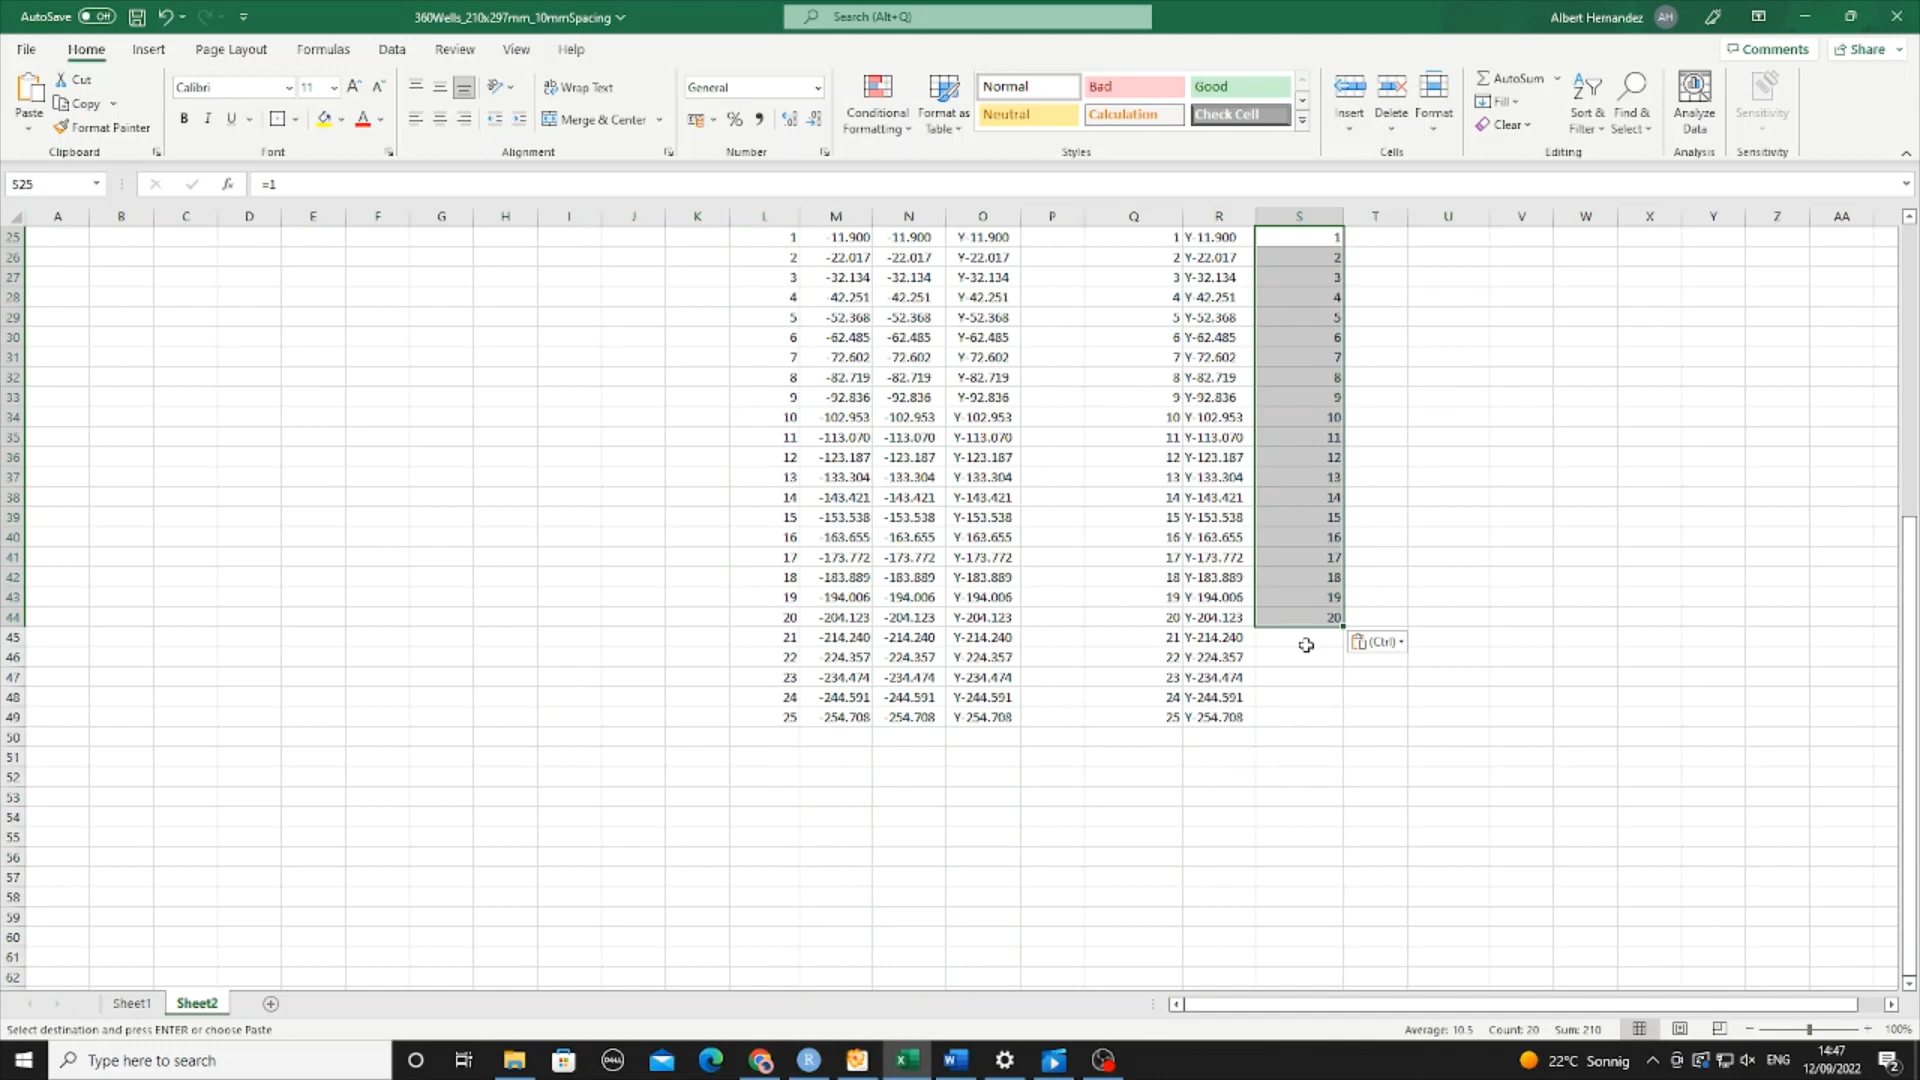 AutoSave Off 360Wells_210x297mm_10mmSpacing Search (Alt+Q) Albert Hernandez AH
File Home Insert Page Layout Formulas Data Review View Help Comments Share
Cut
Copy
Format Painter
Paste
Clipboard
Calibri 11
B I U
Font
Wrap Text
Merge & Center
Alignment
General
Number
Conditional Formatting
Format as Table
Normal Bad Good
Neutral Calculation Check Cell
Styles
Insert Delete Format
Cells
AutoSum
Fill
Clear
Sort & Filter
Find & Select
Editing
Analyze Data
Analysis
Sensitivity
Sensitivity
S25 fx =1
A B C D E F G H I J K L M N O P Q R S T U V W X Y Z AA
25 1 -11.900 -11.900 Y-11.900 1 Y-11.900 1
26 2 -22.017 -22.017 Y-22.017 2 Y-22.017 2
27 3 -32.134 -32.134 Y-32.134 3 Y-32.134 3
28 4 -42.251 -42.251 Y-42.251 4 Y-42.251 4
29 5 -52.368 -52.368 Y-52.368 5 Y-52.368 5
30 6 -62.485 -62.485 Y-62.485 6 Y-62.485 6
31 7 -72.602 -72.602 Y-72.602 7 Y-72.602 7
32 8 -82.719 -82.719 Y-82.719 8 Y-82.719 8
33 9 -92.836 -92.836 Y-92.836 9 Y-92.836 9
34 10 -102.953 -102.953 Y-102.953 10 Y-102.953 10
35 11 -113.070 -113.070 Y-113.070 11 Y-113.070 11
36 12 -123.187 -123.187 Y-123.187 12 Y-123.187 12
37 13 -133.304 -133.304 Y-133.304 13 Y-133.304 13
38 14 -143.421 -143.421 Y-143.421 14 Y-143.421 14
39 15 -153.538 -153.538 Y-153.538 15 Y-153.538 15
40 16 -163.655 -163.655 Y-163.655 16 Y-163.655 16
41 17 -173.772 -173.772 Y-173.772 17 Y-173.772 17
42 18 -183.889 -183.889 Y-183.889 18 Y-183.889 18
43 19 -194.006 -194.006 Y-194.006 19 Y-194.006 19
44 20 -204.123 -204.123 Y-204.123 20 Y-204.123 20
45 21 -214.240 -214.240 Y-214.240 21 Y-214.240 (Ctrl)
46 22 -224.357 -224.357 Y-224.357 22 Y-224.357
47 23 -234.474 -234.474 Y-234.474 23 Y-234.474
48 24 -244.591 -244.591 Y-244.591 24 Y-244.591
49 25 -254.708 -254.708 Y-254.708 25 Y-254.708
50
51
52
53
54
55
56
57
58
59
60
61
62
Sheet1 Sheet2
Select destination and press ENTER or choose Paste Average: 10.5 Count: 20 Sum: 210 100%
Type here to search 22°C Sonnig ENG 14:47
12/09/2022 2